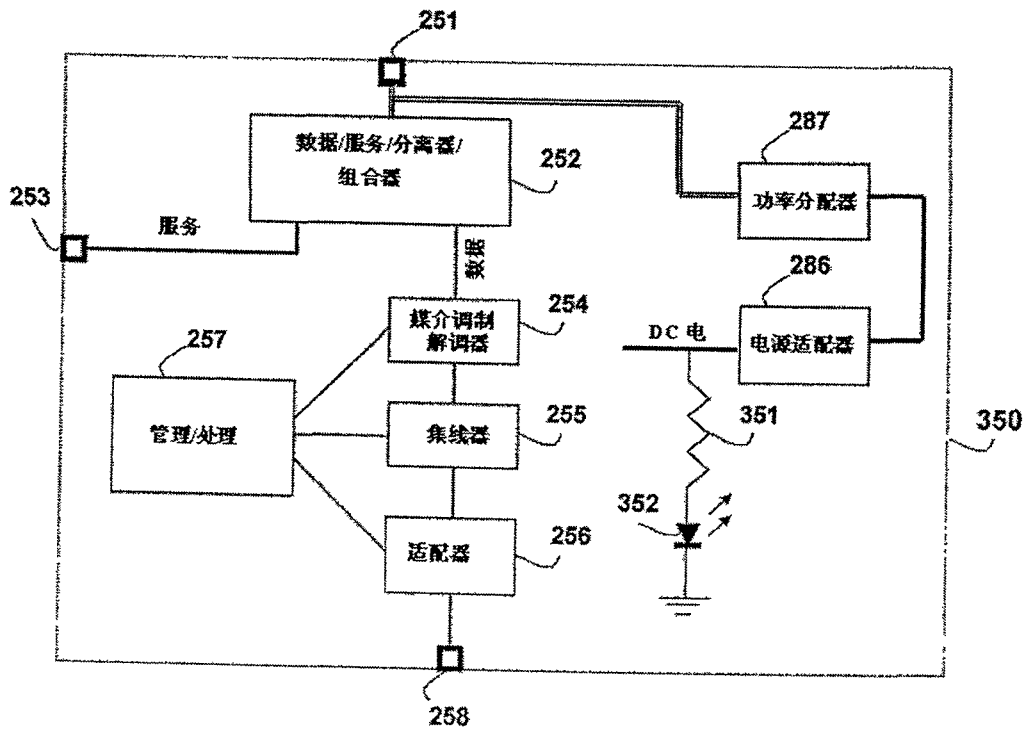 251
数据/服务/分离器/
组合器
252
287
功率分配器
253
服务
数据
286
电源适配器
DC 电
254
媒介调制
解调器
257
管理/处理
255
集线器
351
350
352
256
适配器
258